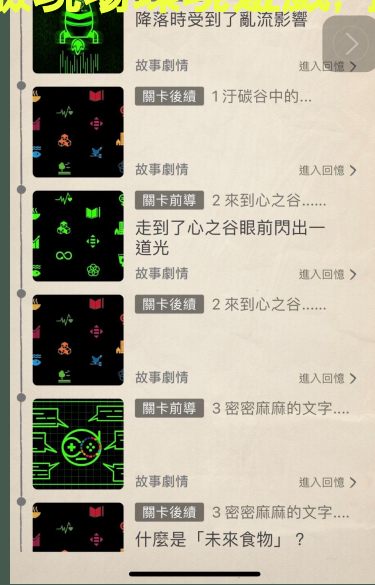 降落時受到了亂流影響
故事劇情
進入回憶
關卡後續 1 汙碳谷中的...
故事劇情
進入回憶
關卡前導 2 來到心之谷......
走到了心之谷眼前閃出一
道光
故事劇情
進入回憶
關卡後續 2 來到心之谷......
故事劇情
進入回憶
關卡前導 3 密密麻麻的文字....
故事劇情
進入回憶
關卡後續 3 密密麻麻的文字....
什麼是「未來食物」？